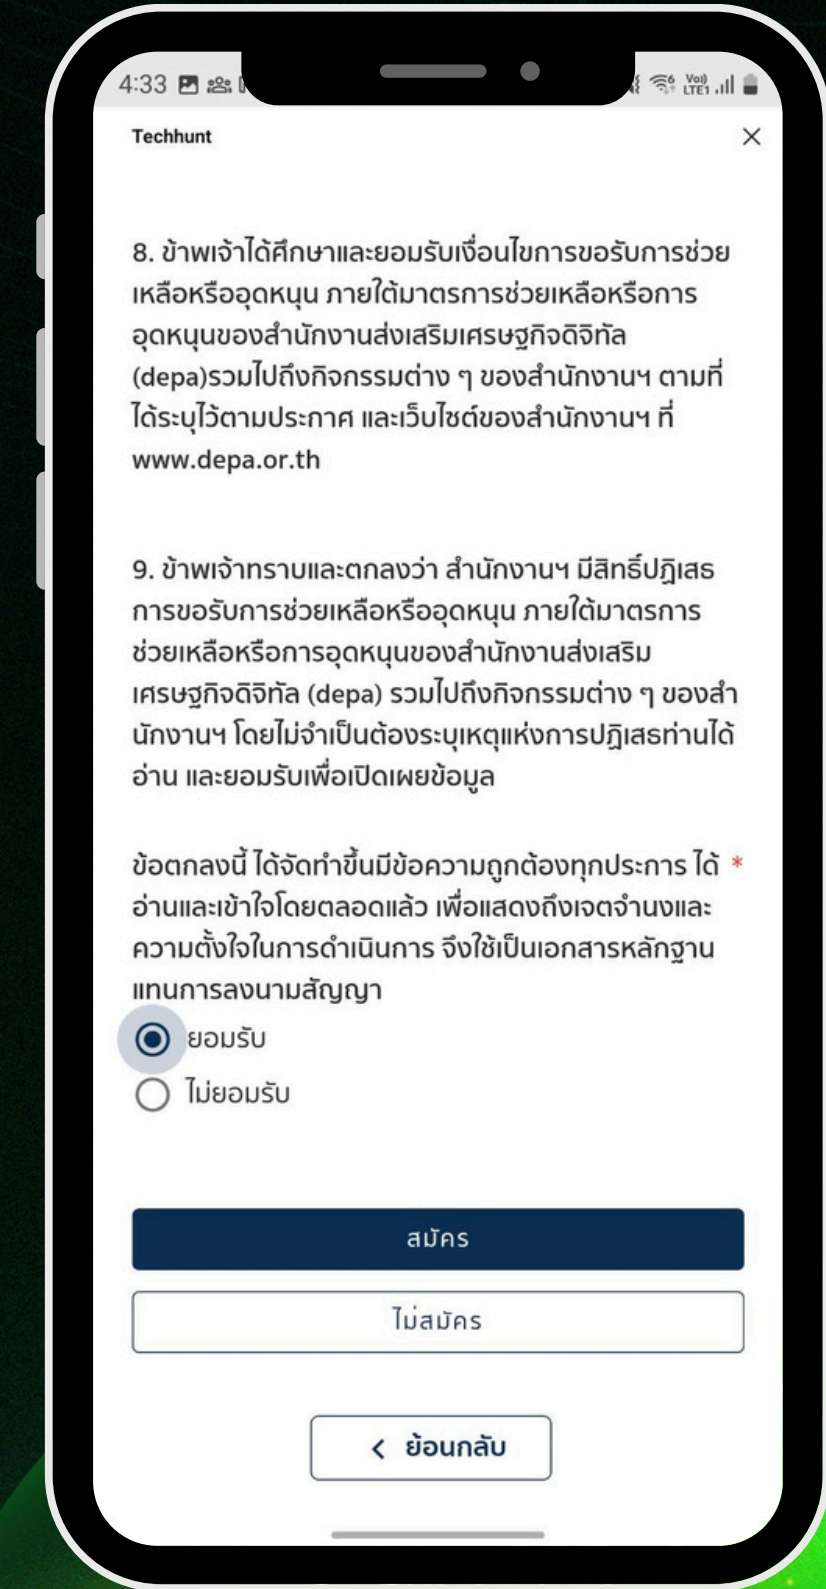 4:33
Vo))
LTE1
Techhunt
8. ข้าพเจ้าได้ศึกษาและยอมรับเงื่อนไขการขอรับการช่วย
เหลือหรืออุดหนุน ภายใต้มาตรการช่วยเหลือหรือการ
อุดหนุนของสำนักงานส่งเสริมเศรษฐกิจดิจิทัล
(depa)รวมไปถึงกิจกรรมต่าง ๆ ของสำนักงานฯ ตามที่
ได้ระบุไว้ตามประกาศ และเว็บไซต์ของสำนักงานฯ ที่
www.depa.or.th
9. ข้าพเจ้าทราบและตกลงว่า สำนักงานฯ มีสิทธิ์ปฏิเสธ
การขอรับการช่วยเหลือหรืออุดหนุน ภายใต้มาตรการ
ช่วยเหลือหรือการอุดหนุนของสำนักงานส่งเสริม
เศรษฐกิจดิจิทัล (depa) รวมไปถึงกิจกรรมต่าง ๆ ของสำ
นักงานฯ โดยไม่จำเป็นต้องระบุเหตุแห่งการปฏิเสธท่านได้
อ่าน และยอมรับเพื่อเปิดเผยข้อมูล
ข้อตกลงนี้ ได้จัดทำขึ้นมีข้อความถูกต้องทุกประการ ได้ *
อ่านและเข้าใจโดยตลอดแล้ว เพื่อแสดงถึงเจตจำนงและ
ความตั้งใจในการดำเนินการ จึงใช้เป็นเอกสารหลักฐาน
แทนการลงนามสัญญา
ยอมรับ
ไม่ยอมรับ
สมัคร
ไม่สมัคร
ย้อนกลับ